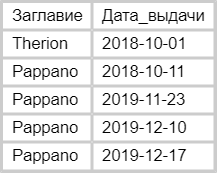 Заглавие Дата_выдачи
Therion 2018-10-01
Pappano 2018-10-11
Pappano 2019-11-23
Pappano 2019-12-10
Pappano 2019-12-17